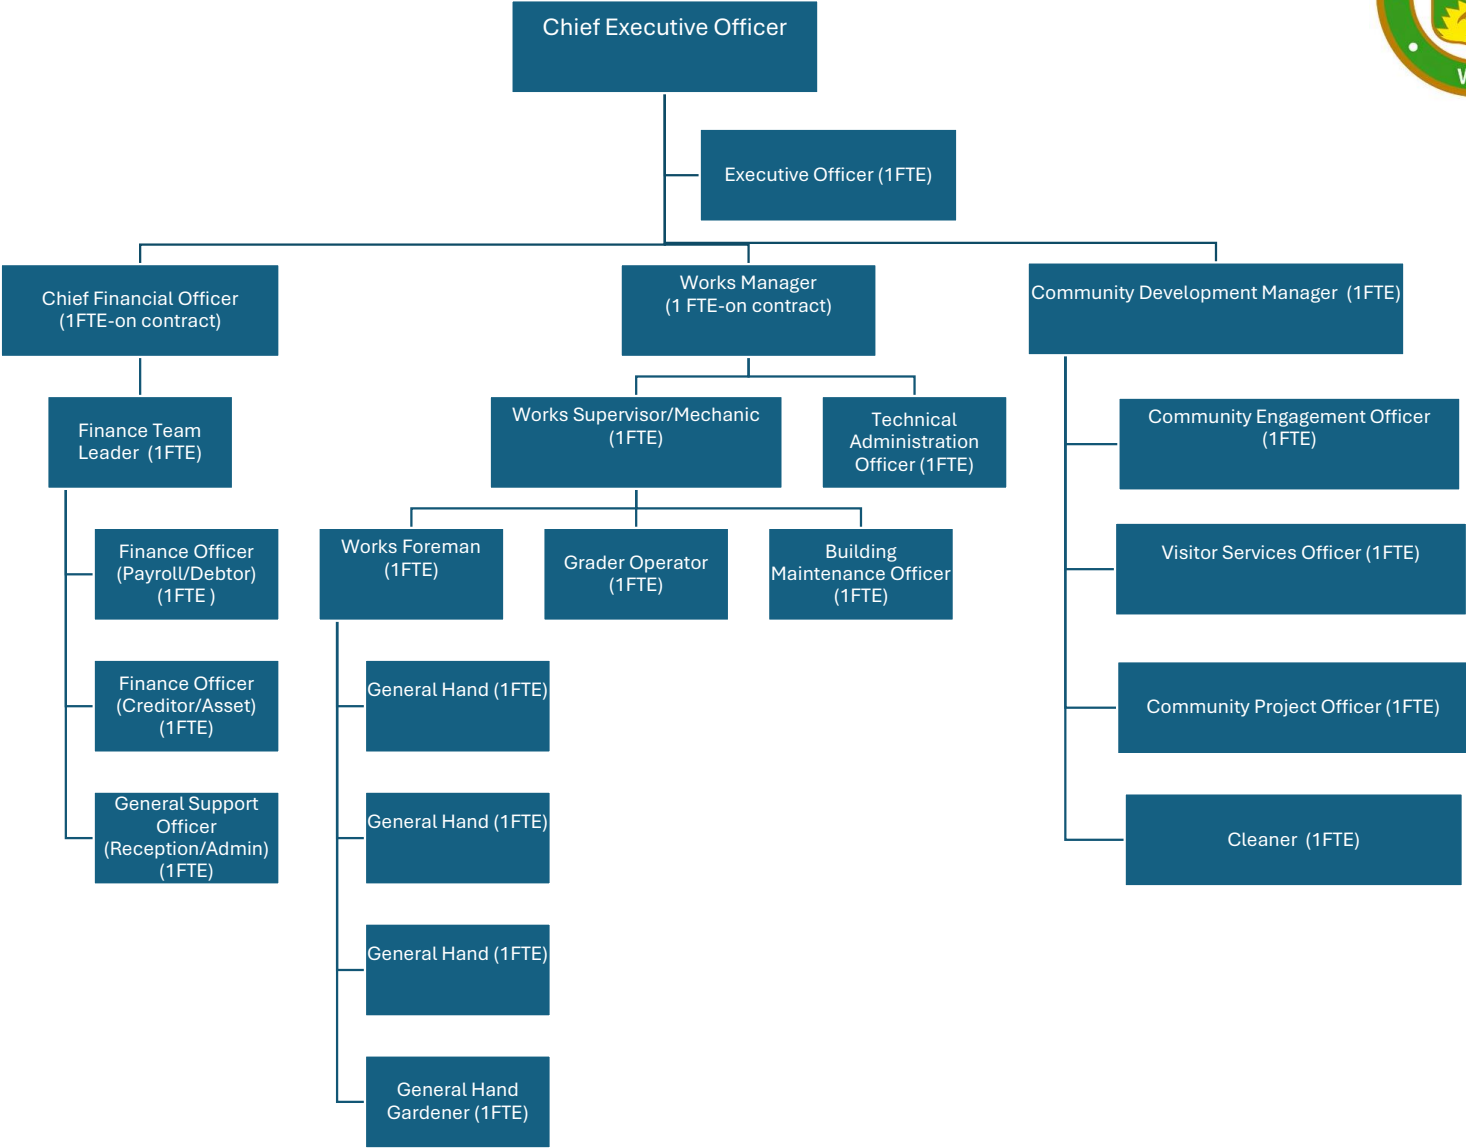 Chief Executive Officer
Executive Officer (1FTE)
Chief Financial Officer
(1FTE-on contract)
Works Manager
(1 FTE-on contract)
Community Development Manager (1FTE)
Finance Team
Leader (1FTE)
Works Supervisor/Mechanic
(1FTE)
Technical
Administration
Officer (1FTE)
Community Engagement Officer
(1FTE)
Finance Officer
(Payroll/Debtor)
(1FTE )
Works Foreman
(1FTE)
Grader Operator
(1FTE)
Building
Maintenance Officer
(1FTE)
Visitor Services Officer (1FTE)
Finance Officer
(Creditor/Asset)
(1FTE)
General Hand (1FTE)
Community Project Officer (1FTE)
General Support
Officer
(Reception/Admin)
(1FTE)
General Hand (1FTE)
Cleaner (1FTE)
General Hand (1FTE)
General Hand
Gardener (1FTE)